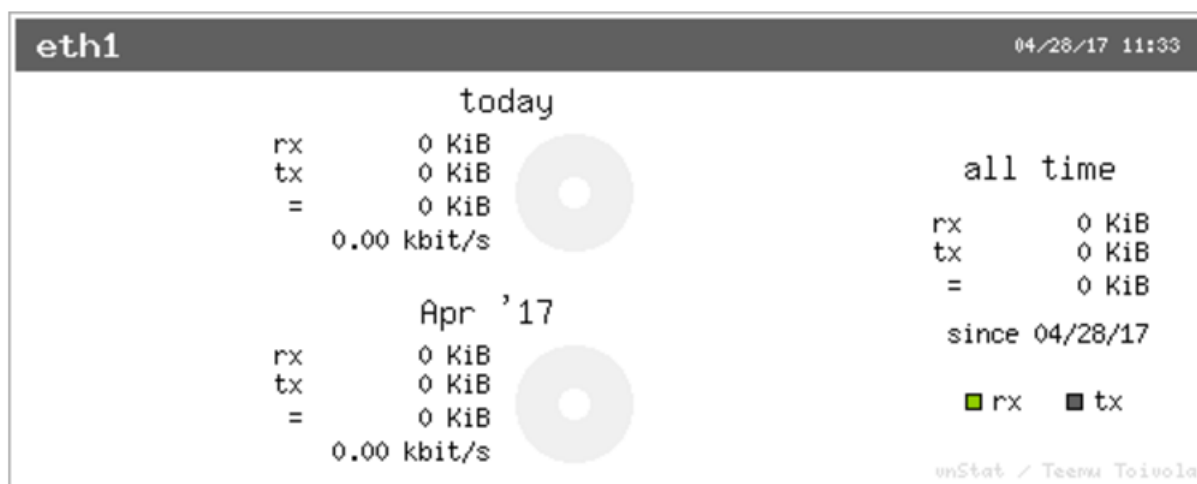 eth1 04/28/17 11:33
today
rx 0 KiB
tx 0 KiB
= 0 KiB
0.00 kbit/s
Apr '17
rx 0 KiB
tx 0 KiB
= 0 KiB
0.00 kbit/s
all time
rx 0 KiB
tx 0 KiB
= 0 KiB
since 04/28/17
rx tx
vnStat / Teemu Toivola